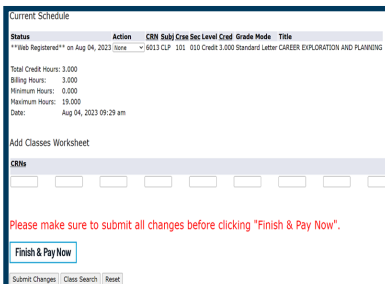 Current Schedule
Status Action CRN Subj Crse Sec Level Cred Grade Mode Title
**Web Registered** on Aug 04, 2023 None 6013 CLP 101 010 Credit 3.000 Standard Letter CAREER EXPLORATION AND PLANNING
Total Credit Hours: 3.000
Billing Hours: 3.000
Minimum Hours: 0.000
Maximum Hours: 19.000
Date: Aug 04, 2023 09:29 am
Add Classes Worksheet
CRNs
Please make sure to submit all changes before clicking "Finish & Pay Now".
Finish & Pay Now
Submit Changes Class Search Reset